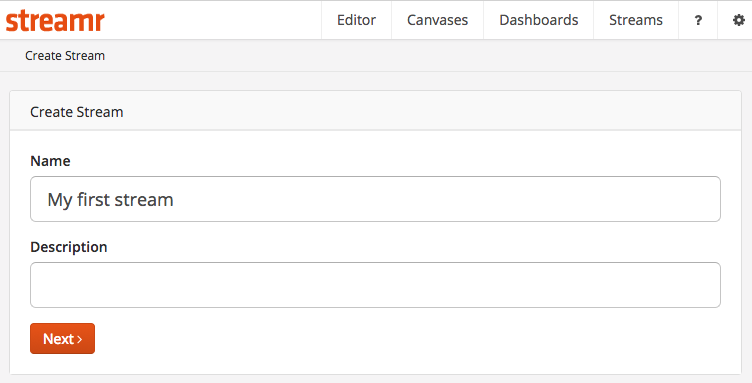 streamr
Editor Canvases Dashboards Streams ?
Create Stream
Create Stream
Name
My first stream
Description
Next ›